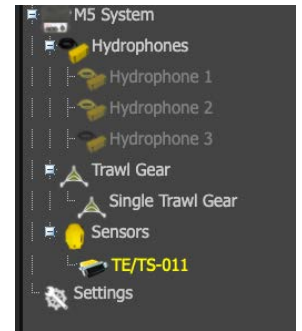 M5 System
Hydrophones
Hydrophone 1
Hydrophone 2
Hydrophone 3
Trawl Gear
Single Trawl Gear
Sensors
TE/TS-011
Settings